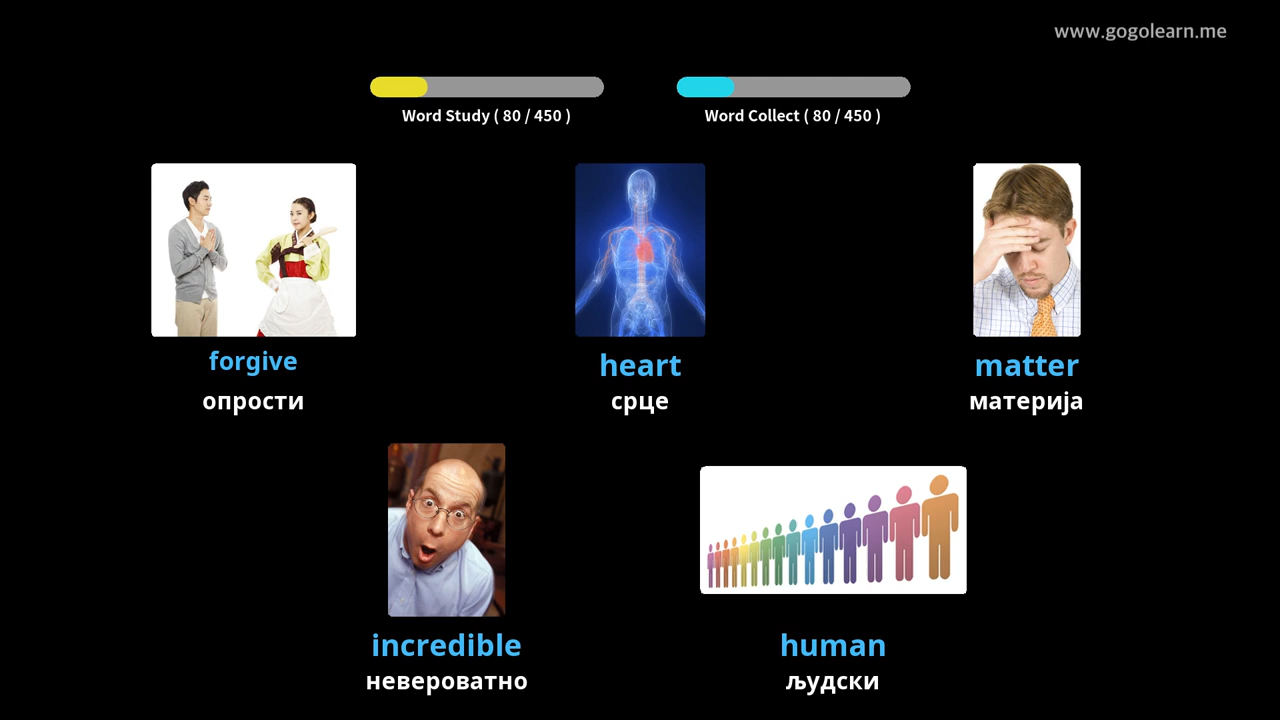 www.gogolearn.me
Word Study ( 80 / 450 )
Word Collect ( 80 / 450 )
forgive
опрости
heart
срце
matter
материја
incredible
невероватно
human
људски